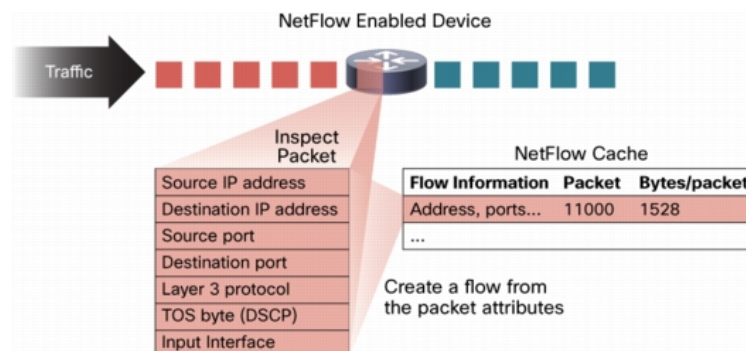 NetFlow Enabled Device
Traffic
Inspect
Packet
Source IP address
Destination IP address
Source port
Destination port
Layer 3 protocol
TOS byte (DSCP)
Input Interface
NetFlow Cache
Flow Information Packet Bytes/packet
Address, ports... 11000 1528
...
Create a flow from
the packet attributes